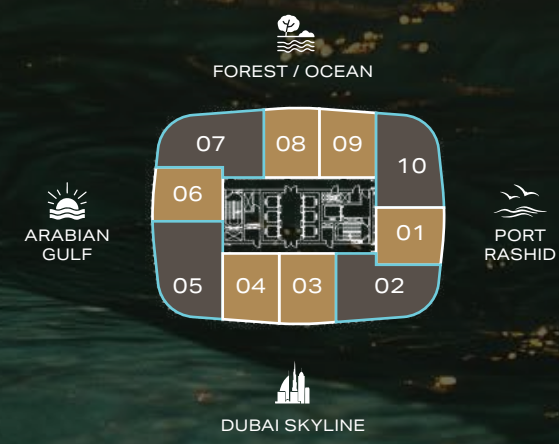 FOREST / OCEAN
07
08
09
10
06
ARABIAN
GULF
01
PORT
RASHID
05
04
03
02
DUBAI SKYLINE